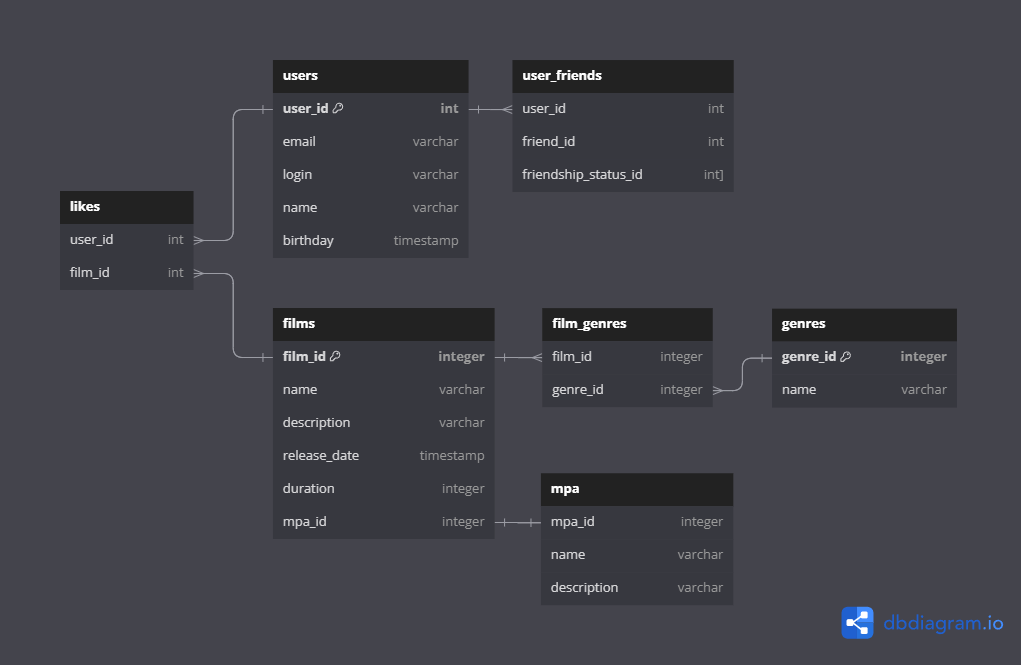 users
user_id int
email varchar
login varchar
name varchar
birthday timestamp
user_friends
user_id int
friend_id int
friendship_status_id int]
likes
user_id int
film_id int
films
film_id integer
name varchar
description varchar
release_date timestamp
duration integer
mpa_id integer
film_genres
film_id integer
genre_id integer
genres
genre_id integer
name varchar
mpa
mpa_id integer
name varchar
description varchar
dbdiagram.io